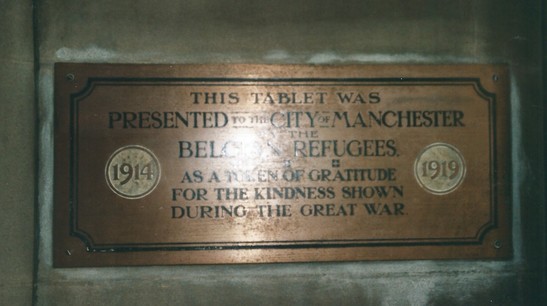 THIS TABLET WAS
PRESENTED TO THE CITY OF MANCHESTER
THE
BELGIAN REFUGEES.
1914
AS A TOKEN OF GRATITUDE
1919
FOR THE KINDNESS SHOWN
DURING THE GREAT WAR